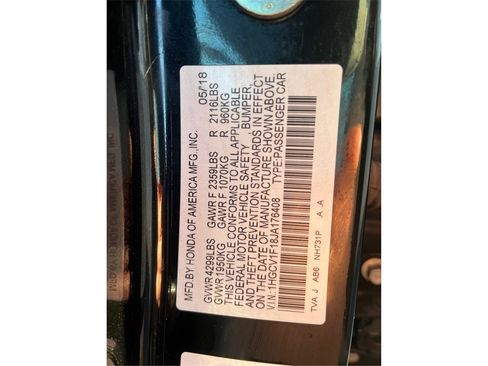 MFD.BY HONDA OF AMERICA MFG.,INC. 05/18
GVWR 4299LBS GAWR F 2359LBS R 2116LBS
GVWR 1950KG GAWR F 1070KG R 960KG
THIS VEHICLE CONFORMS TO ALL APPLICABLE
FEDERAL MOTOR VEHICLE SAFETY , BUMPER,
AND THEFT PREVENTION STANDARDS IN EFFECT
ON THE DATE OF MANUFACTURE SHOWN ABOVE.
V.I.N.:1HGCV1F18JA176408 TYPE:PASSENGER CAR
TVA J AB6 NH731P A .A